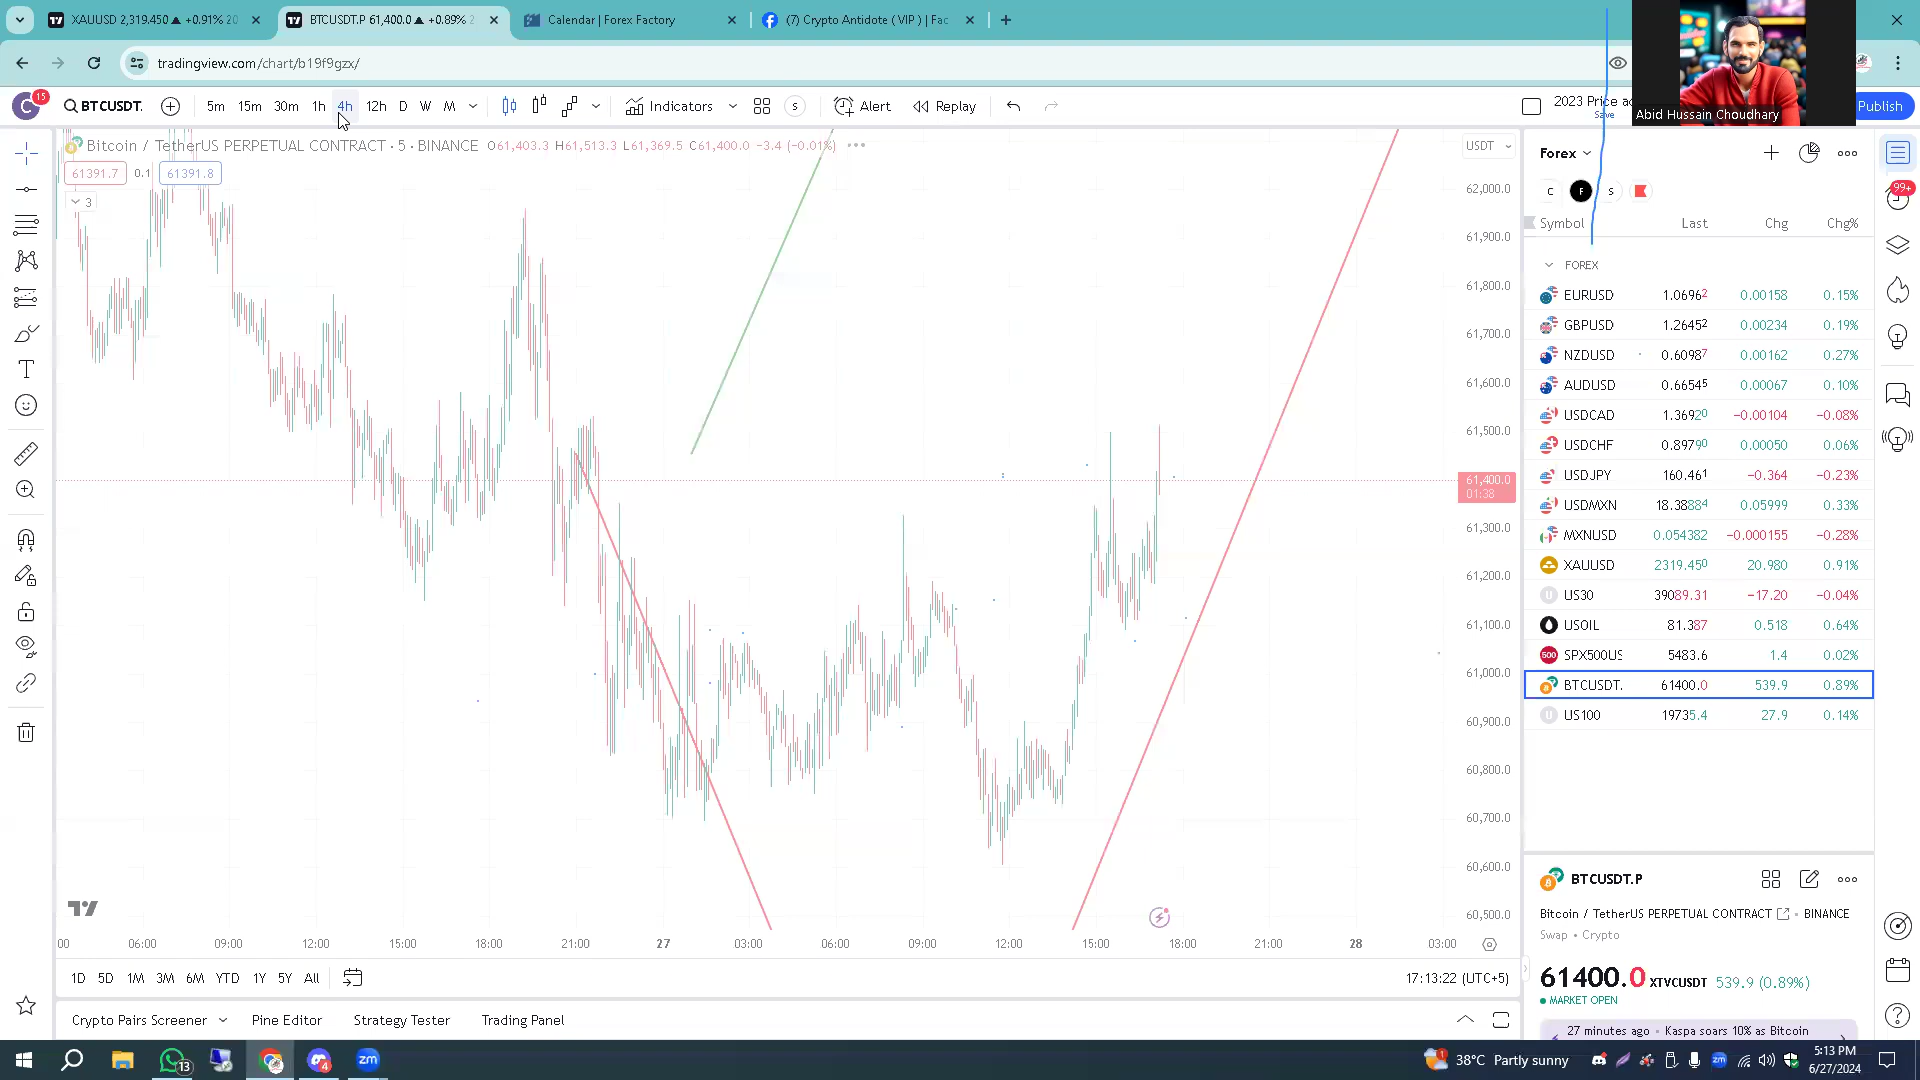 XAUUSD 2,319.450 ▲ +0.91% 20
BTCUSDT.P 61,400.0 ▲ +0.89% 2
Calendar | Forex Factory
(7) Crypto Antidote ( VIP ) | Fac
tradingview.com/chart/b19f9gzx/
C 15 BTCUSDT. 5m 15m 30m 1h 4h 12h D W M Indicators S Alert Replay 2023 Price ac Save Publish
Abid Hussain Choudhary
Bitcoin / TetherUS PERPETUAL CONTRACT · 5 · BINANCE O61,403.3 H61,513.3 L61,369.5 C61,400.0 −3.4 (−0.01%)
61391.7 0.1 61391.8
3
USDT
62,000.0
61,900.0
61,800.0
61,700.0
61,600.0
61,500.0
61,400.0
01:38
61,300.0
61,200.0
61,100.0
61,000.0
60,900.0
60,800.0
60,700.0
60,600.0
60,500.0
00 06:00 09:00 12:00 15:00 18:00 21:00 27 03:00 06:00 09:00 12:00 15:00 18:00 21:00 28 03:00
1D 5D 1M 3M 6M YTD 1Y 5Y All 17:13:22 (UTC+5)
Crypto Pairs Screener Pine Editor Strategy Tester Trading Panel
Forex
C F S
Symbol Last Chg Chg%
99+
FOREX
EURUSD 1.06962 0.00158 0.15%
GBPUSD 1.26452 0.00234 0.19%
NZDUSD 0.60987 0.00162 0.27%
AUDUSD 0.66545 0.00067 0.10%
USDCAD 1.36920 −0.00104 −0.08%
USDCHF 0.89790 0.00050 0.06%
USDJPY 160.461 −0.364 −0.23%
USDMXN 18.38884 0.05999 0.33%
MXNUSD 0.054382 −0.000155 −0.28%
XAUUSD 2319.450 20.980 0.91%
US30 39089.31 −17.20 −0.04%
USOIL 81.387 0.518 0.64%
500 SPX500US 5483.6 1.4 0.02%
BTCUSDT. 61400.0 539.9 0.89%
US100 19735.4 27.9 0.14%
BTCUSDT.P
Bitcoin / TetherUS PERPETUAL CONTRACT • BINANCE
Swap • Crypto
61400.0 XTVCUSDT 539.9 (0.89%)
MARKET OPEN
27 minutes ago • Kaspa soars 10% as Bitcoin
13 4 zm
38°C Partly sunny zm 5:13 PM
6/27/2024